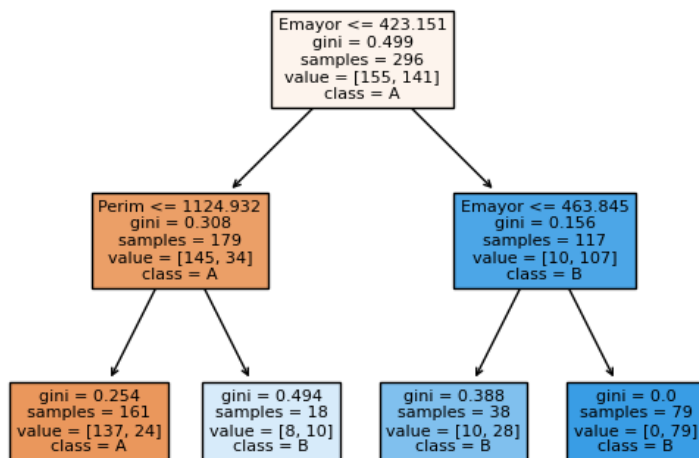 Emayor <= 423.151
gini = 0.499
samples = 296
value = [155, 141]
class = A
Perim <= 1124.932
gini = 0.308
samples = 179
value = [145, 34]
class = A
Emayor <= 463.845
gini = 0.156
samples = 117
value = [10, 107]
class = B
gini = 0.254
samples = 161
value = [137, 24]
class = A
gini = 0.494
samples = 18
value = [8, 10]
class = B
gini = 0.388
samples = 38
value = [10, 28]
class = B
gini = 0.0
samples = 79
value = [0, 79]
class = B